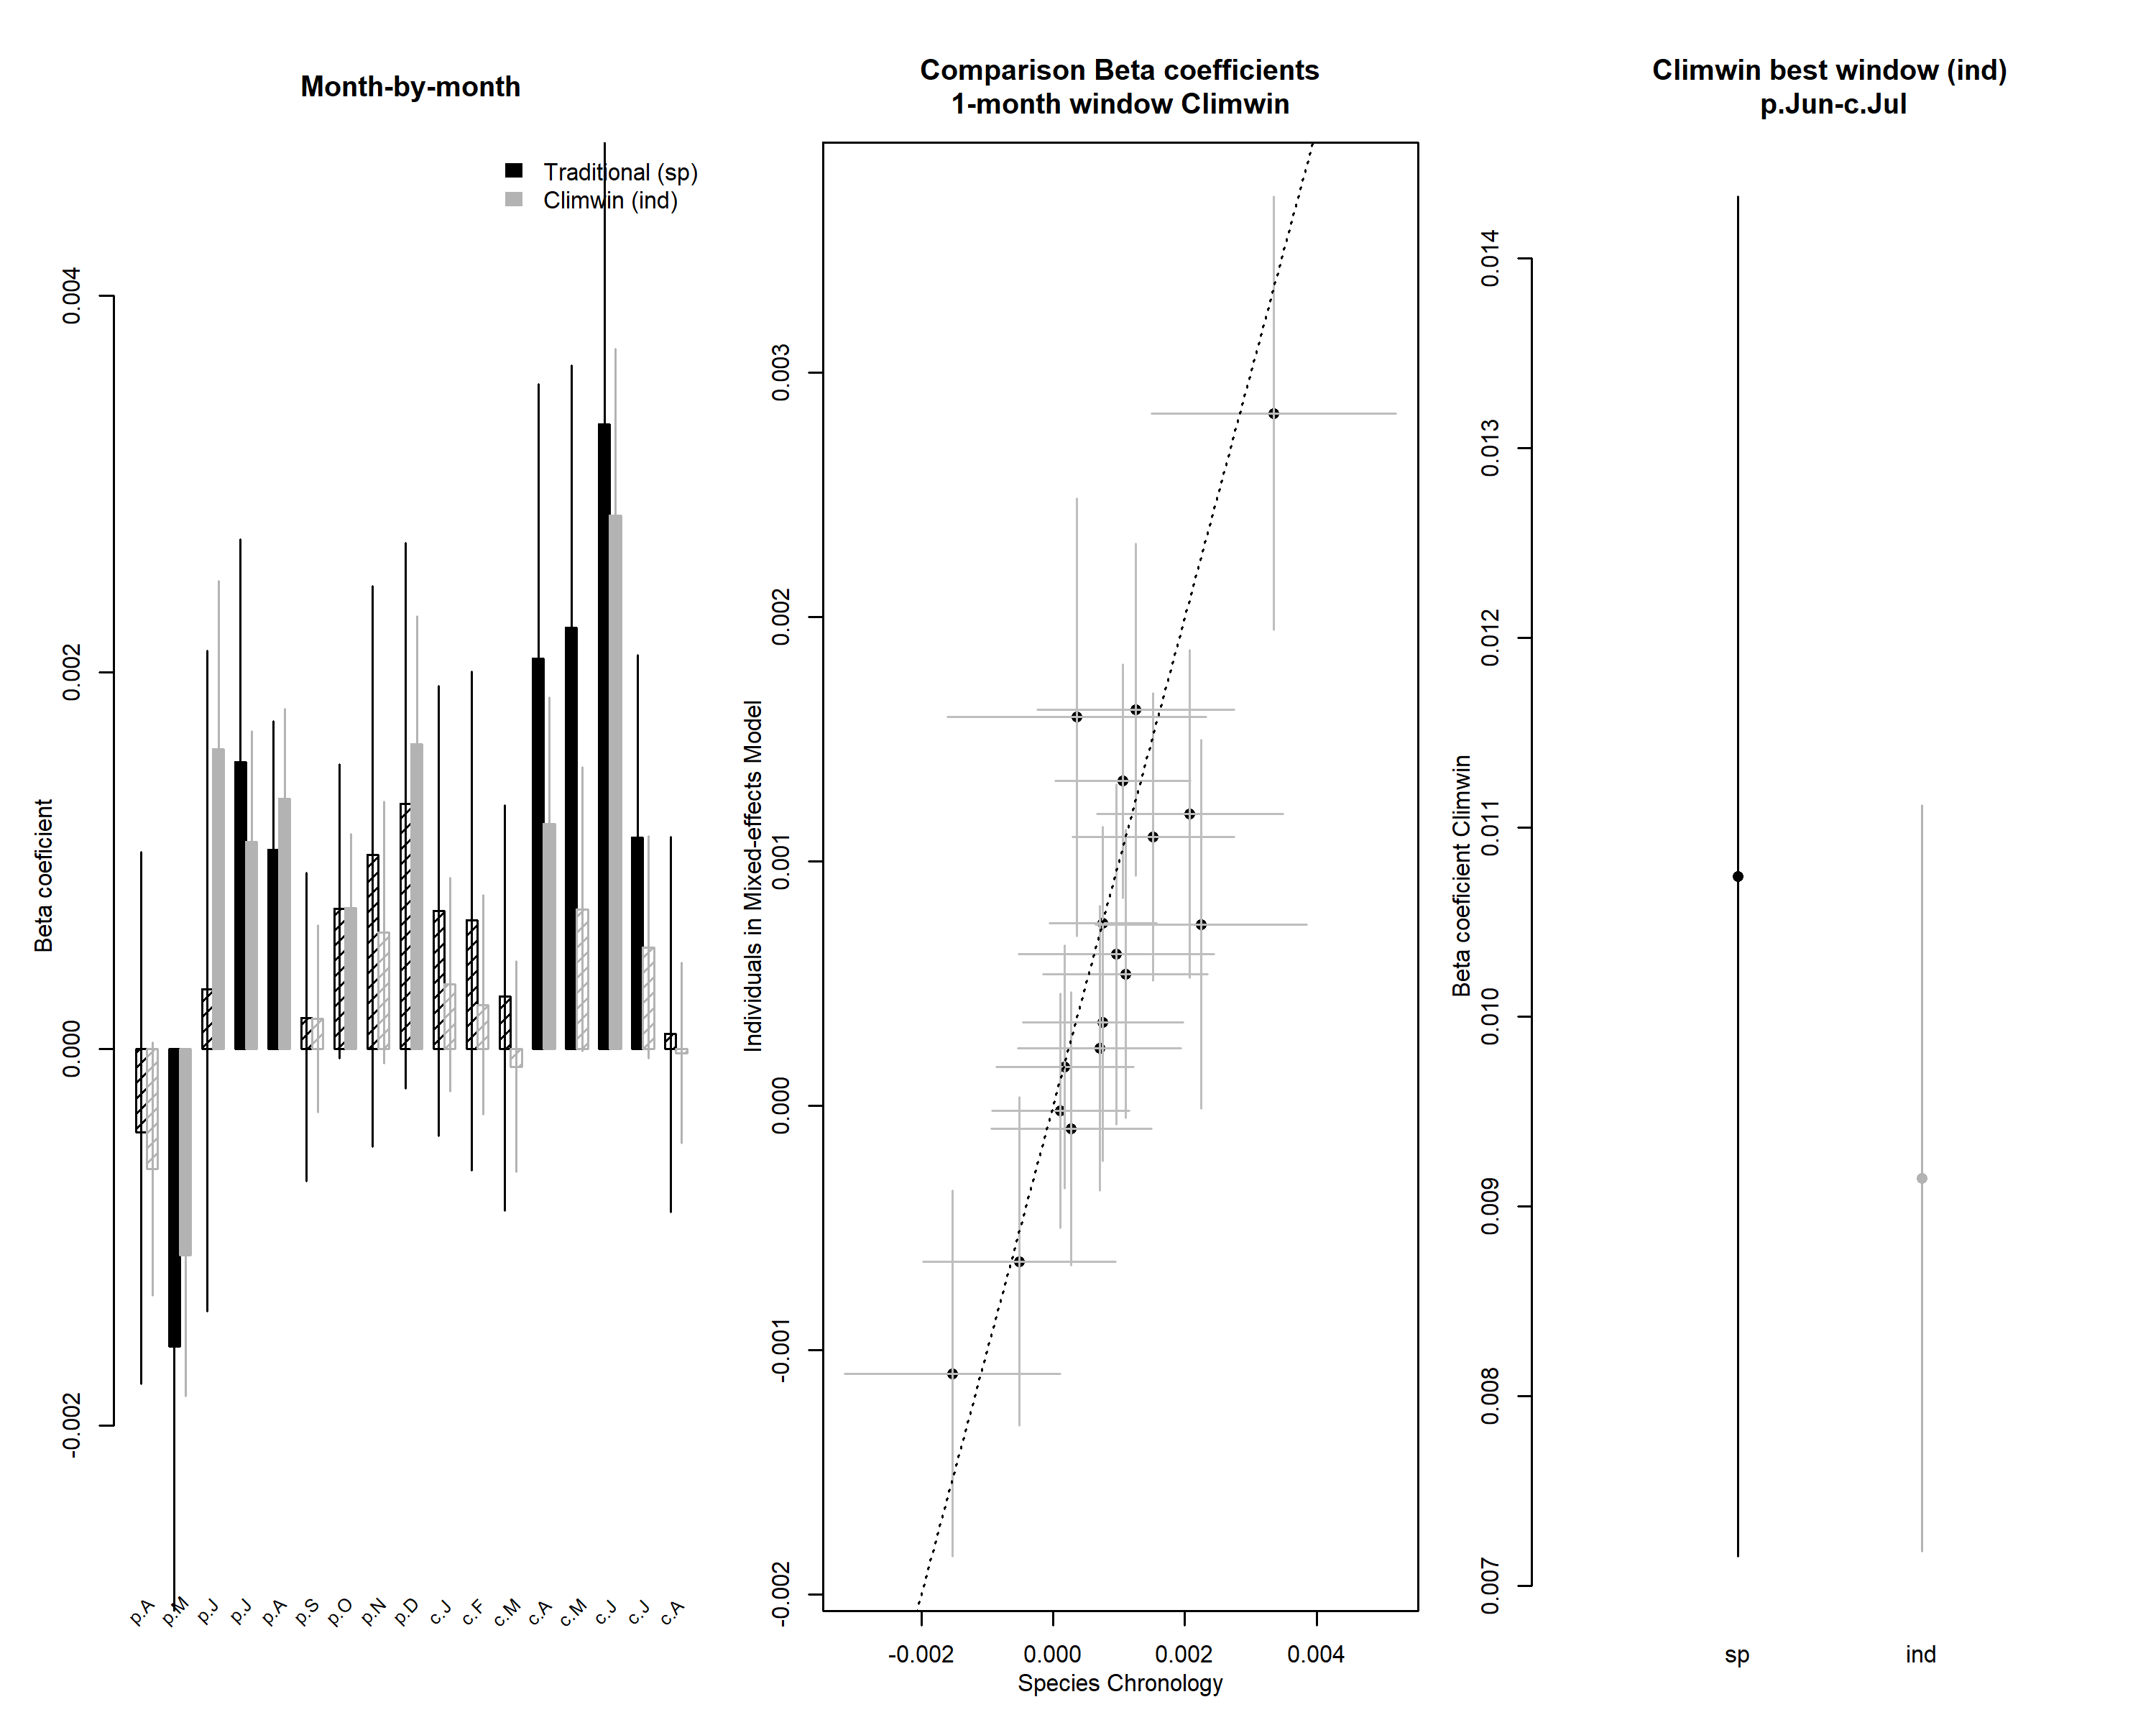 Month-by-month
Traditional (sp)
Climwin (ind)
Beta coeficient
0.004
0.002
0.000
-0.002
p.A
p.M
p.J
p.J
p.A
p.S
p.O
p.N
p.D
c.J
c.F
c.M
c.A
c.M
c.J
c.J
c.A
Comparison Beta coefficients
1-month window Climwin
Individuals in Mixed-effects Model
0.003
0.002
0.001
0.000
-0.001
-0.002
-0.002
0.000
0.002
0.004
Species Chronology
Climwin best window (ind)
p.Jun-c.Jul
Beta coefficient Climwin
0.014
0.013
0.012
0.011
0.010
0.009
0.008
0.007
sp
ind